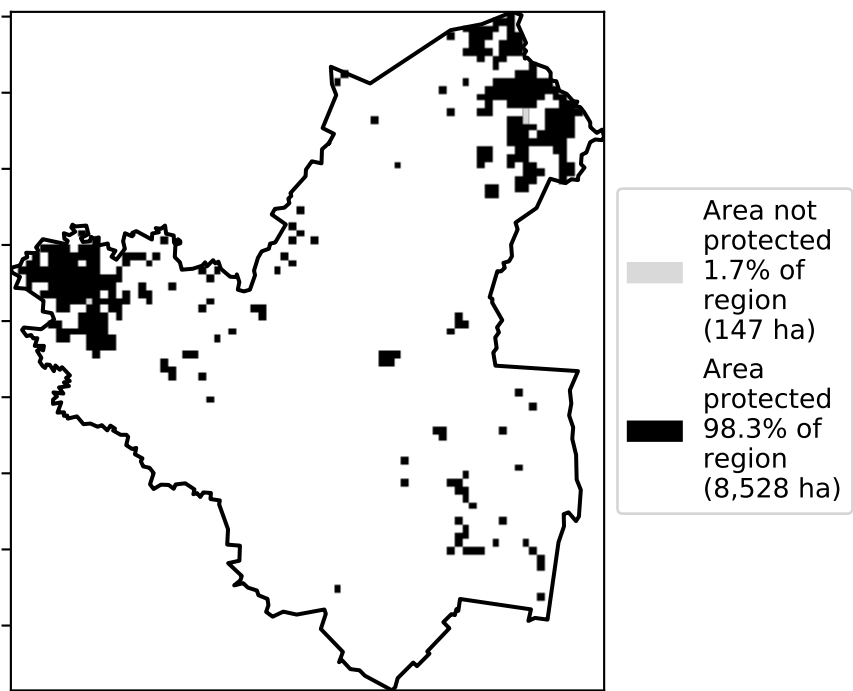 Area not
protected
1.7% of
region
(147 ha)
Area
protected
98.3% of
region
(8,528 ha)